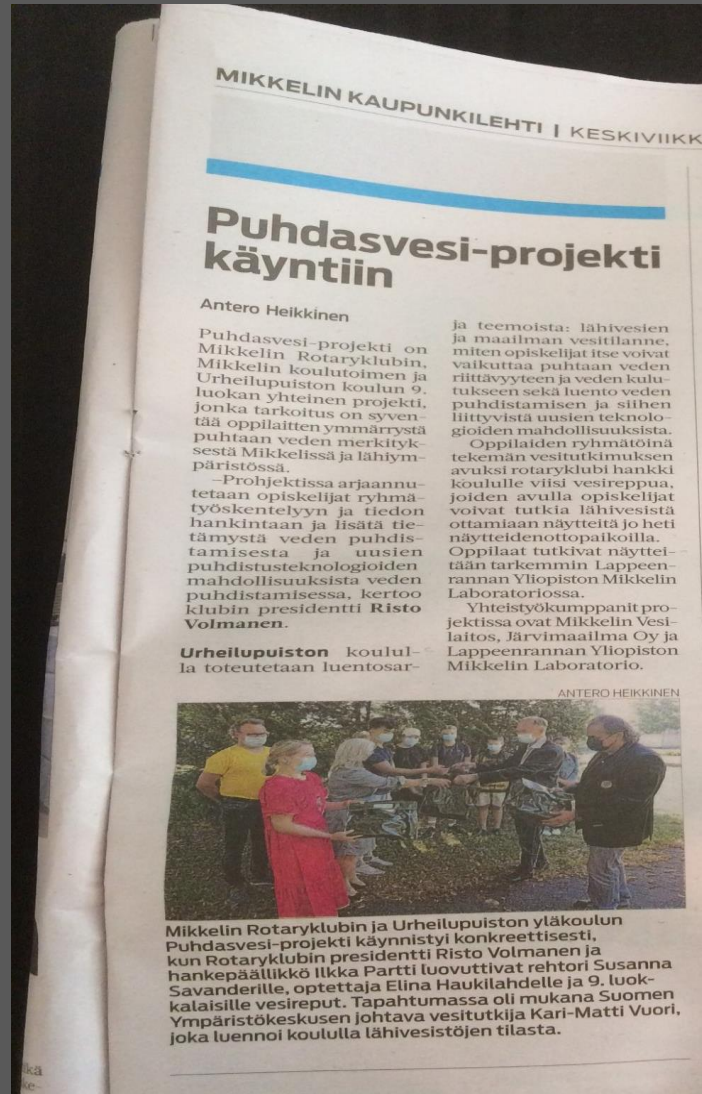 MIKKELIN KAUPUNKILEHTI | KESKIVIIKK
Puhdasvesi-projekti
käyntiin
Antero Heikkinen
Puhdasvesi-projekti on
Mikkelin Rotaryklubin,
Mikkelin koulutoimen ja
Urheilupuiston koulun 9.
luokan yhteinen projekti,
jonka tarkoitus on syven-
tää oppilaitten ymmärrystä
puhtaan veden merkityk-
sestä Mikkelissä ja lähiym-
päristössä.
–Prohjektissa arjaannu-
tetaan opiskelijat ryhmä-
työskentelyyn ja tiedon
hankintaan ja lisätä tie-
tämystä veden puhdis-
tamisesta ja uusien
puhdistusteknologioiden
mahdollisuuksista veden
puhdistamisessa, kertoo
klubin presidentti Risto
Volmanen.
Urheilupuiston koulul-
la toteutetaan luentosar-
ja teemoista: lähivesien
ja maailman vesitilanne,
miten opiskelijat itse voivat
vaikuttaa puhtaan veden
riittävyyteen ja veden kulu-
tukseen sekä luento veden
puhdistamisen ja siihen
liittyvistä uusien teknolo-
gioiden mahdollisuuksista.
Oppilaiden ryhmätöinä
tekemän vesitutkimuksen
avuksi rotaryklubi hankki
koululle viisi vesireppua,
joiden avulla opiskelijat
voivat tutkia lähivesistä
ottamiaan näytteitä jo heti
näytteidenottopaikoilla.
Oppilaat tutkivat näyttei-
tään tarkemmin Lappeen-
rannan Yliopiston Mikkelin
Laboratoriossa.
Yhteistyökumppanit pro-
jektissa ovat Mikkelin Vesi-
laitos, Järvimaailma Oy ja
Lappeenrannan Yliopiston
Mikkelin Laboratorio.
ANTERO HEIKKINEN
Mikkelin Rotaryklubin ja Urheilupuiston yläkoulun
Puhdasvesi-projekti käynnistyi konkreettisesti,
kun Rotaryklubin presidentti Risto Volmanen ja
hankepäällikkö Ilkka Partti luovuttivat rehtori Susanna
Savanderille, optettaja Elina Haukilahdelle ja 9. luok-
kalaisille vesireput. Tapahtumassa oli mukana Suomen
Ympäristökeskusen johtava vesitutkija Kari-Matti Vuori,
joka luennoi koululla lähivesistöjen tilasta.